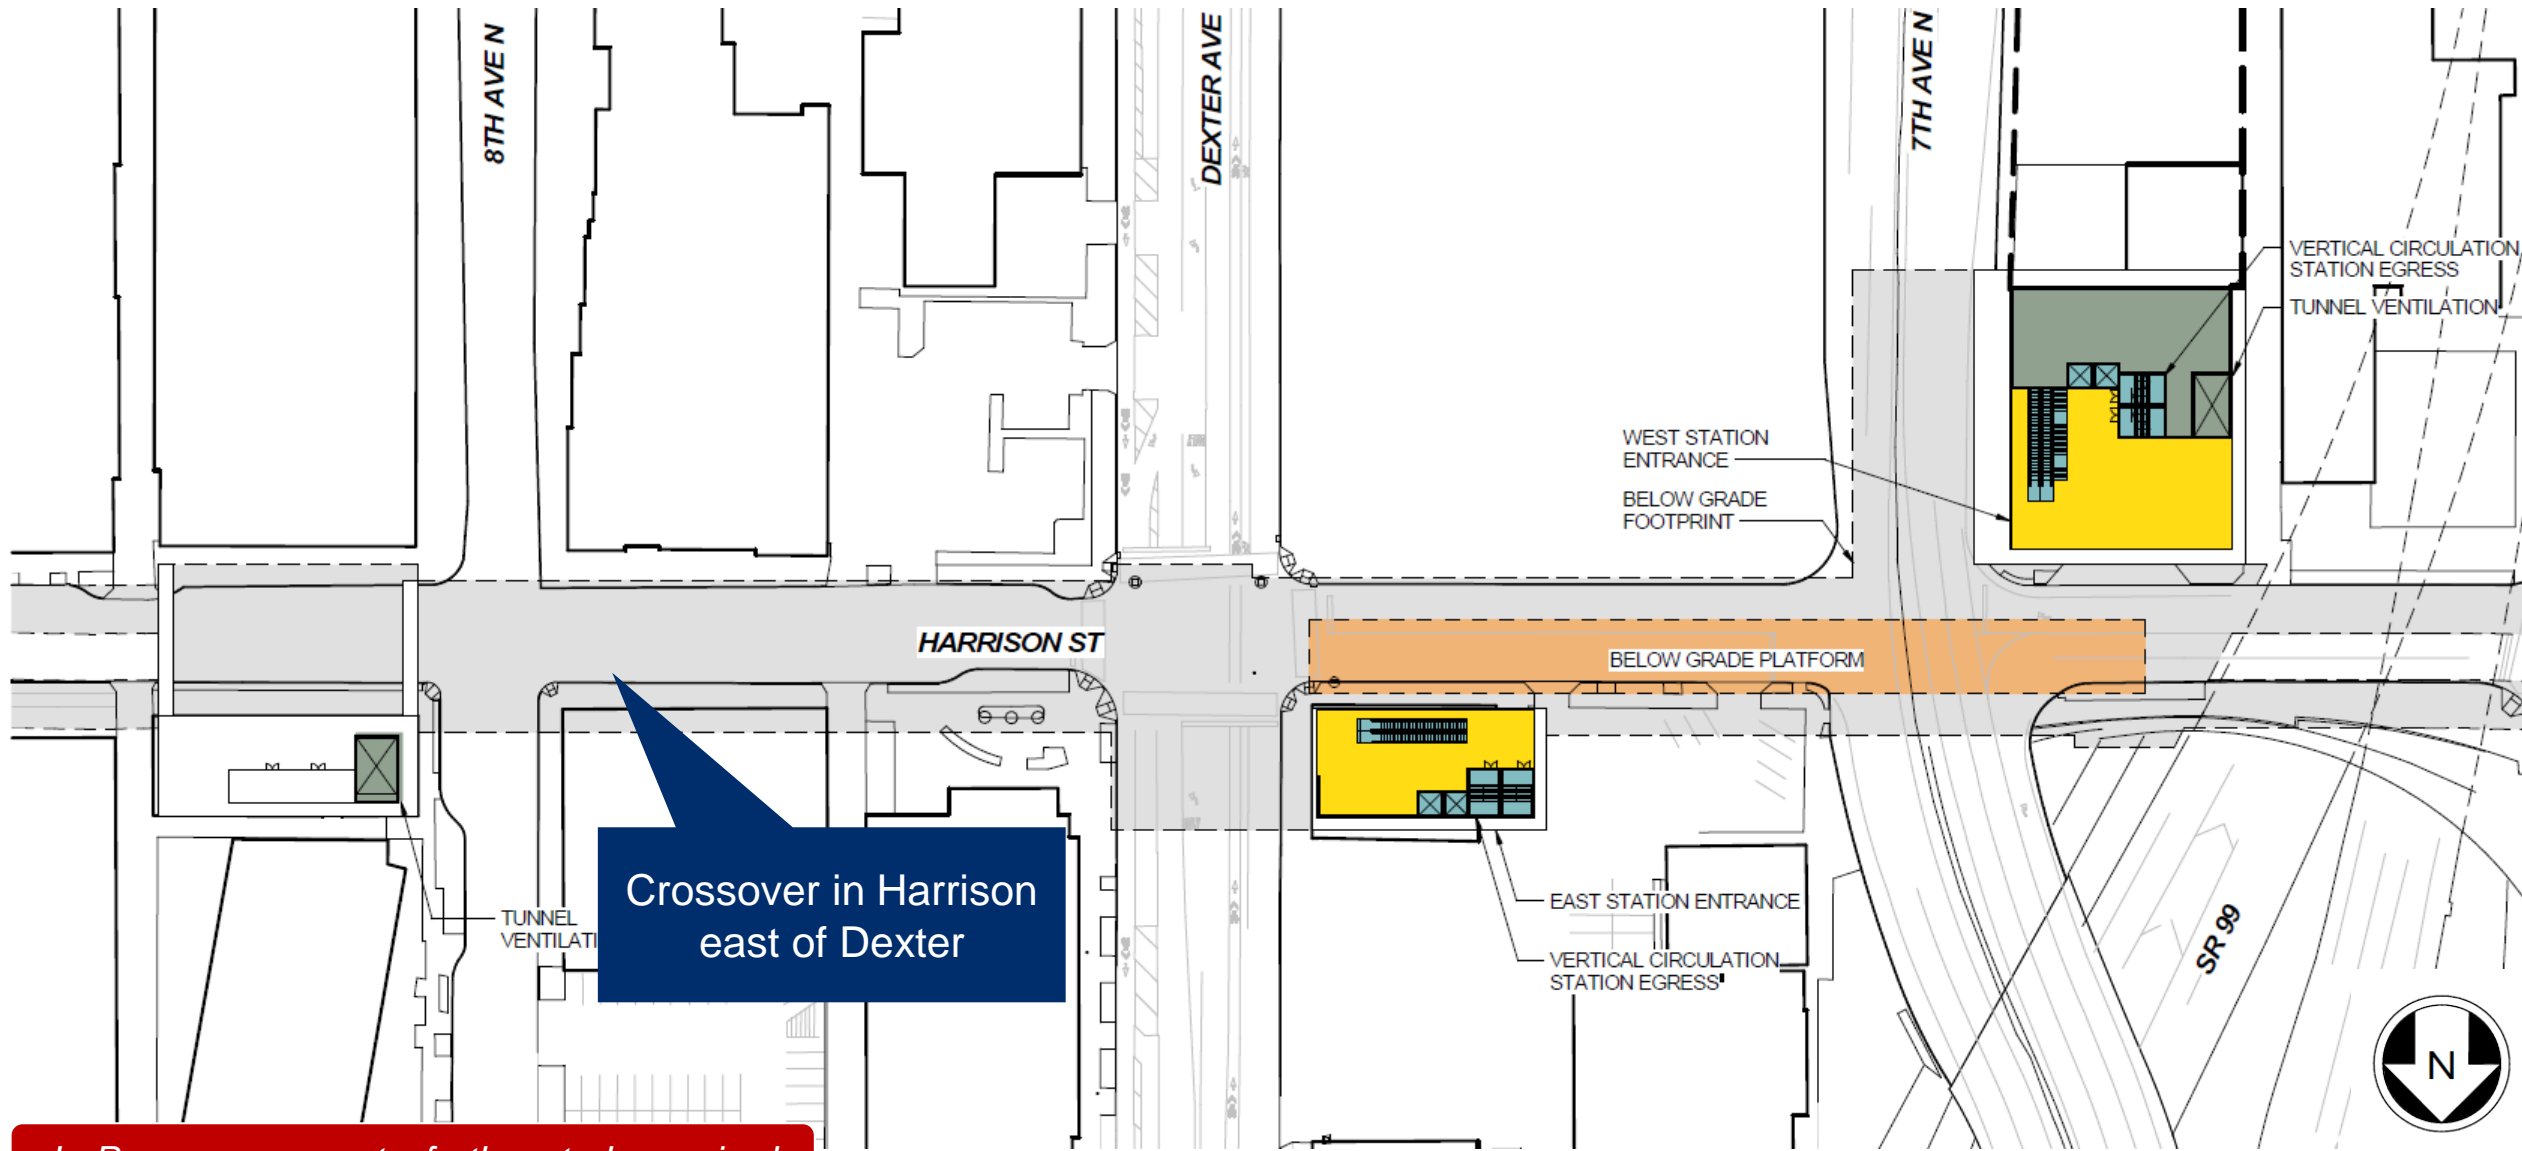 8TH AVE N
DEXTER AVE
7TH AVE N
VERTICAL CIRCULATION
STATION EGRESS
TUNNEL VENTILATION
WEST STATION
ENTRANCE
BELOW GRADE
FOOTPRINT
HARRISON ST
BELOW GRADE PLATFORM
Crossover in Harrison
east of Dexter
TUNNEL
VENTILATI
EAST STATION ENTRANCE
VERTICAL CIRCULATION
STATION EGRESS
SR 99
N